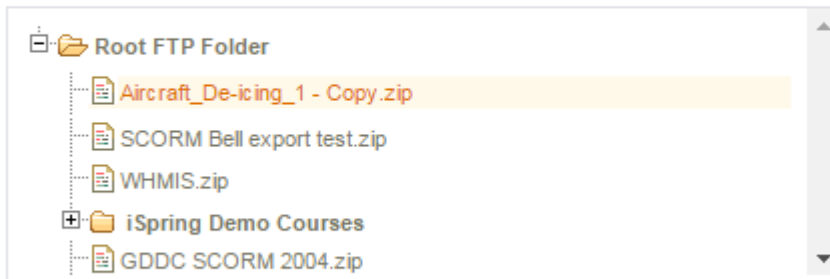 Root FTP Folder
Aircraft_De-icing_1 - Copy.zip
SCORM Bell export test.zip
WHMIS.zip
iSpring Demo Courses
GDDC SCORM 2004.zip